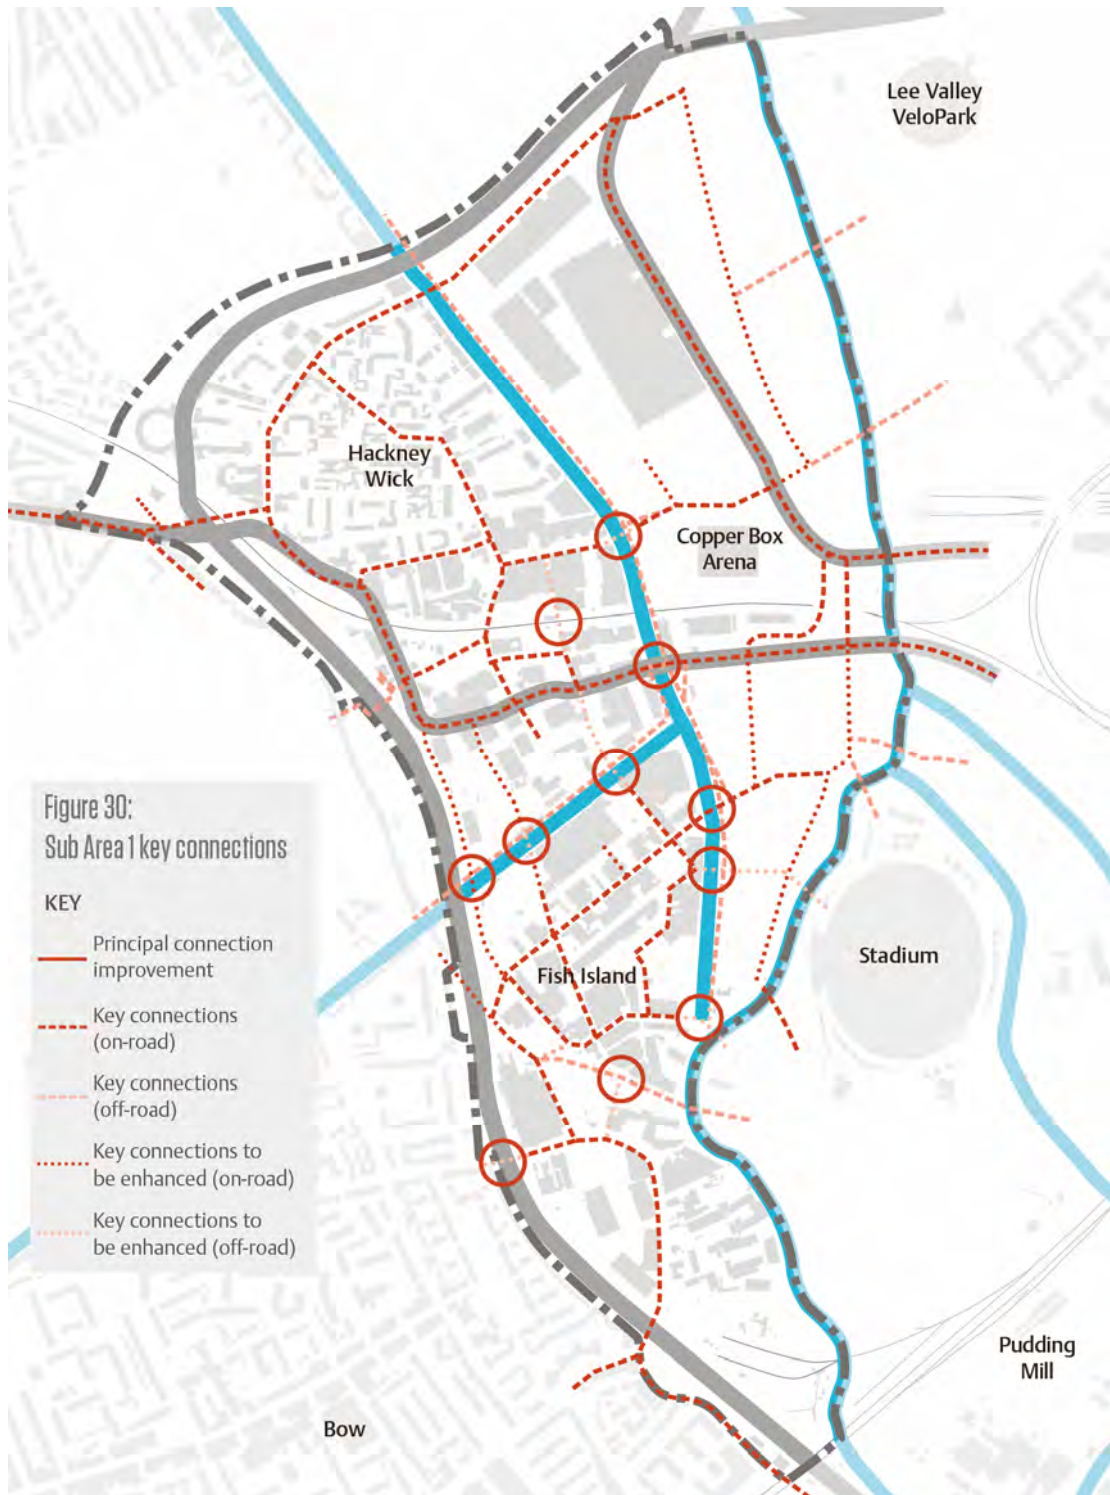 Lee Valley
VeloPark
Hackney
Wick
Copper Box
Arena
Figure 30:
Sub Area 1 key connections
KEY
Principal connection
improvement
Key connections
(on-road)
Key connections
(off-road)
Key connections to
be enhanced (on-road)
Key connections to
be enhanced (off-road)
Stadium
Fish Island
Pudding
Mill
Bow